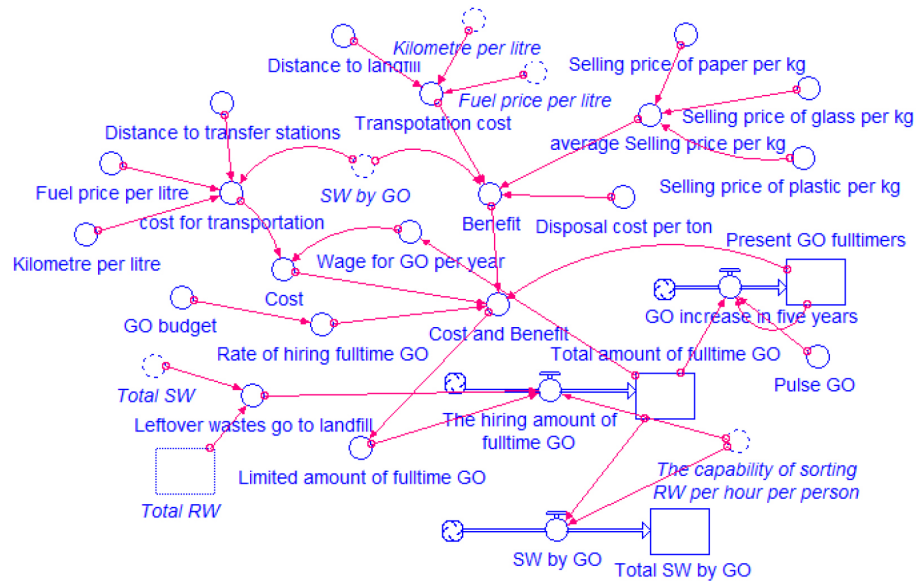 Kilometre per litre
Distance to landfill
Selling price of paper per kg
Fuel price per litre
Distance to transfer stations
Transpotation cost
Selling price of glass per kg
average Selling price per kg
Fuel price per litre
SW by GO
Selling price of plastic per kg
cost for transportation
Benefit
Disposal cost per ton
Present GO fulltimers
Kilometre per litre
Wage for GO per year
Cost
GO increase in five years
GO budget
Cost and Benefit
Rate of hiring fulltime GO
Total amount of fulltime GO
Pulse GO
Total SW
Leftover wastes go to landfill
The hiring amount of
fulltime GO
Limited amount of fulltime GO
The capability of sorting
RW per hour per person
Total RW
SW by GO
Total SW by GO